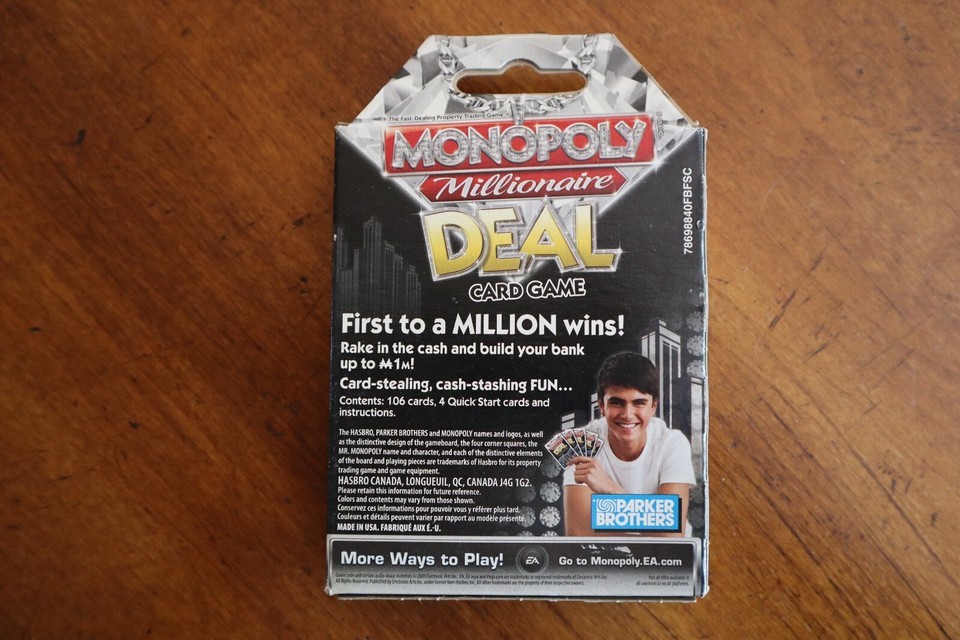 The Fast-Dealing Property Trading Game
MONOPOLY
Millionaire
DEAL
CARD GAME
78698840FBFSC
First to a MILLION wins!
Rake in the cash and build your bank
up to ₩1M!
Card-stealing, cash-stashing FUN...
Contents: 106 cards, 4 Quick Start cards and
instructions.
The HASBRO, PARKER BROTHERS and MONOPOLY names and logos, as well
as the distinctive design of the gameboard, the four corner squares, the
MR. MONOPOLY name and character, and each of the distinctive elements
of the board and playing pieces are trademarks of Hasbro for its property
trading game and game equipment.
HASBRO CANADA, LONGUEUIL, QC, CANADA J4G 1G2.
Please retain this information for future reference.
Colors and contents may vary from those shown.
Conservez ces informations pour pouvoir vous y référer plus tard.
Couleurs et détails peuvent varier par rapport au modèle présenté.
MADE IN USA. FABRIQUÉ AUX É.-U.
PARKER
BROTHERS
More Ways to Play! EA Go to Monopoly.EA.com